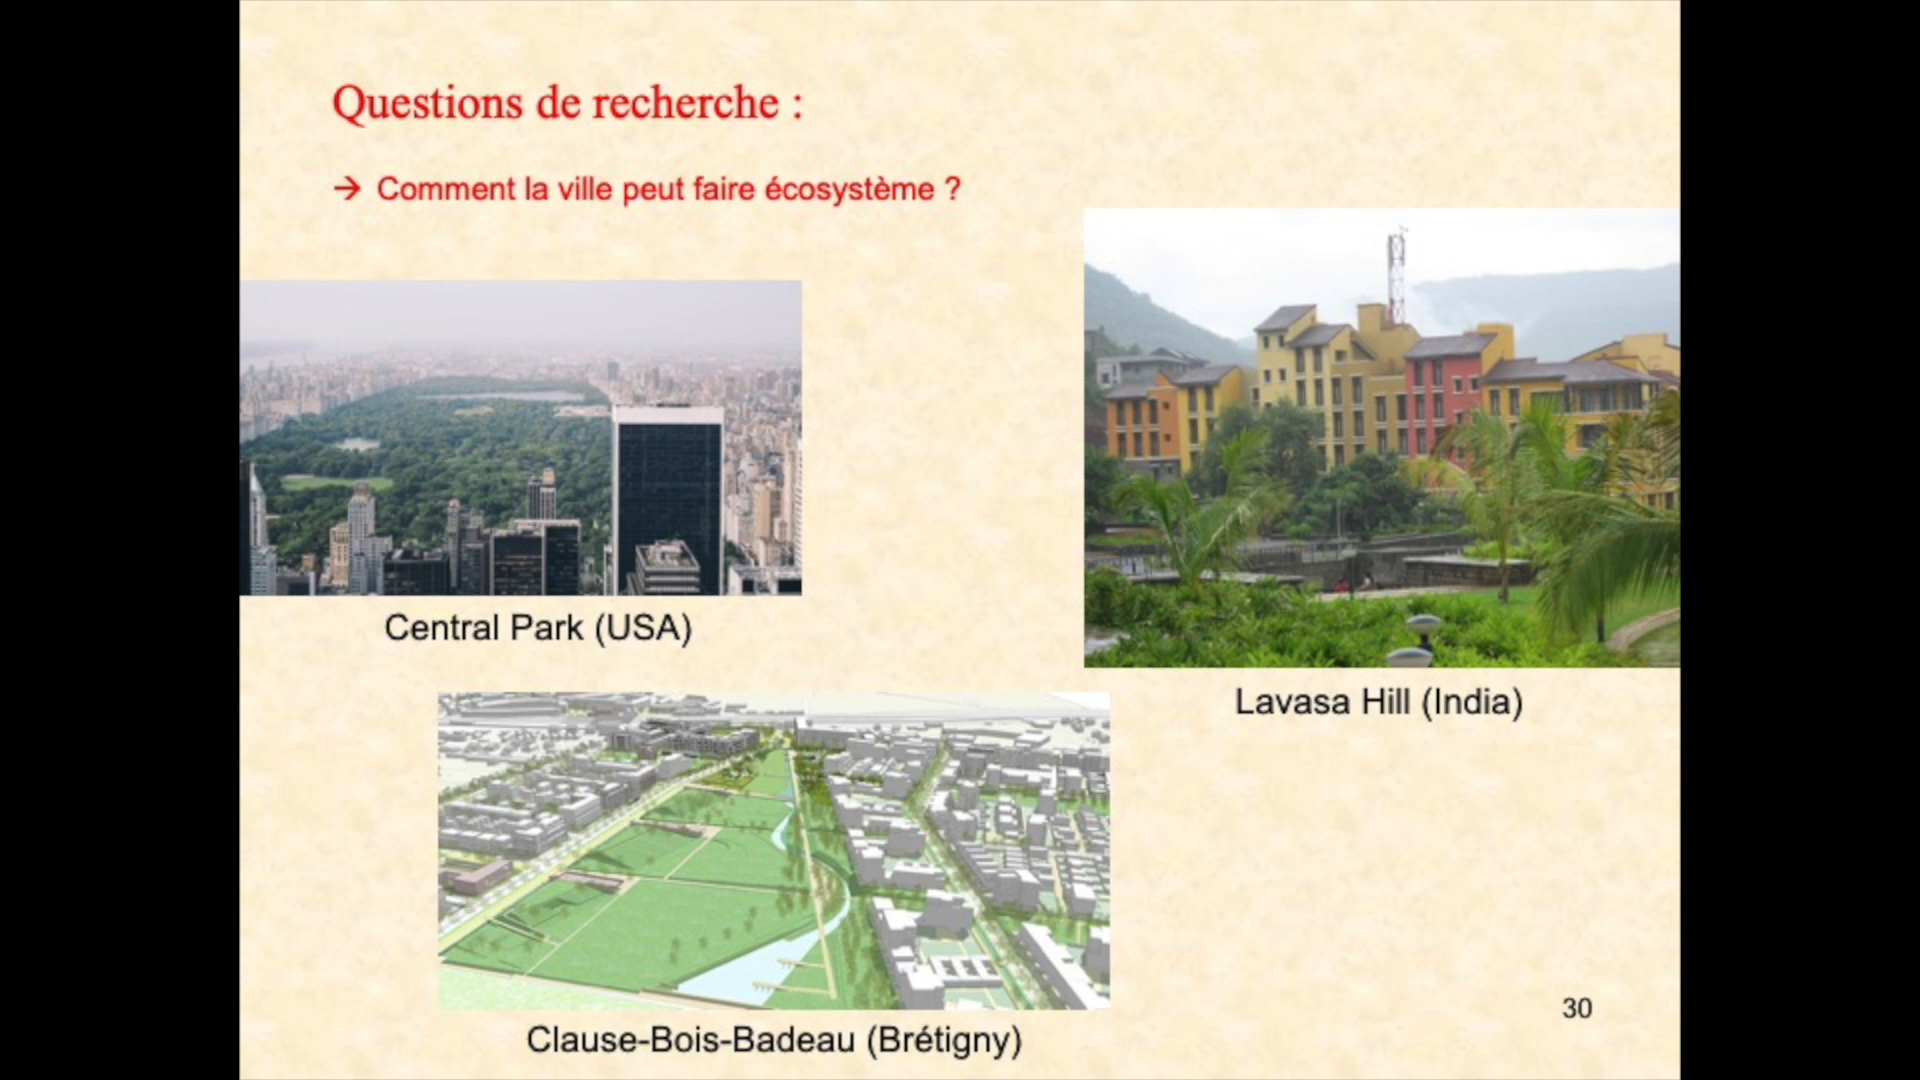 Questions de recherche :
→ Comment la ville peut faire écosystème ?
Central Park (USA)
Lavasa Hill (India)
Clause-Bois-Badeau (Brétigny)
30